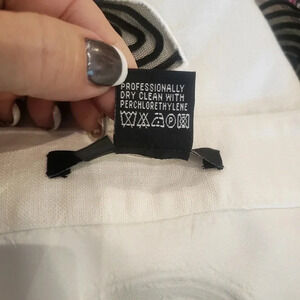 PROFESSIONALLY
DRY CLEAN WITH
PERCHLORETHYLENE